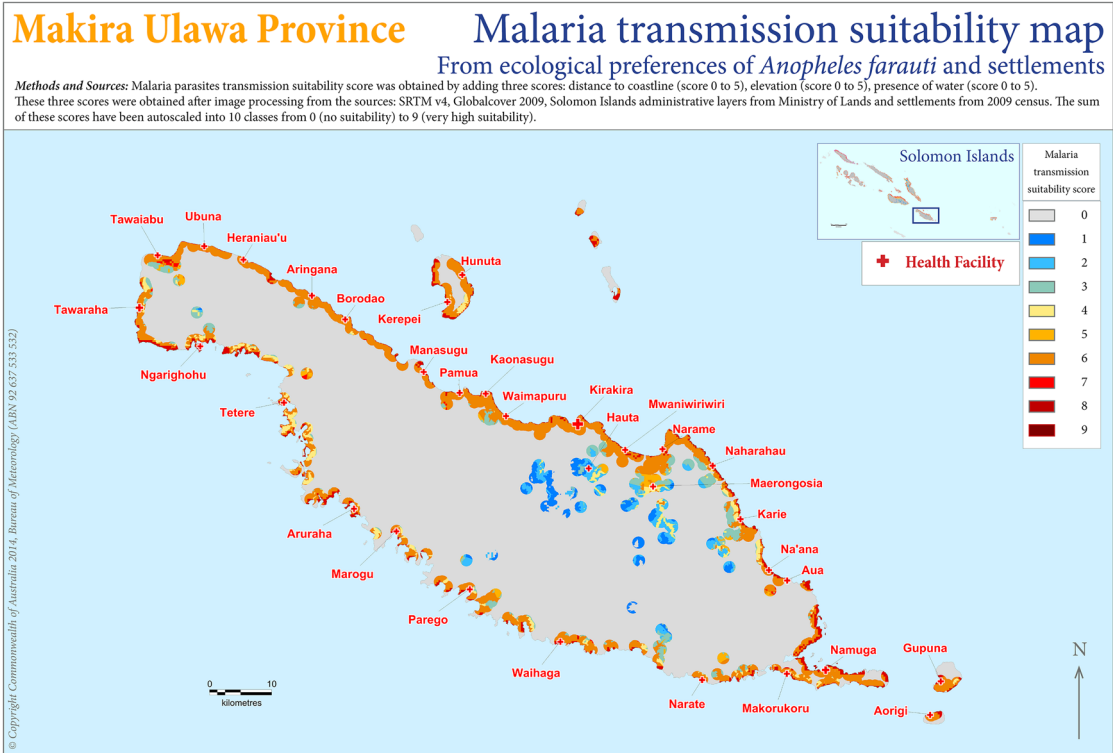 Makira Ulawa Province
Malaria transmission suitability map
From ecological preferences of Anopheles farauti and settlements
Methods and Sources: Malaria parasites transmission suitability score was obtained by adding three scores: distance to coastline (score 0 to 5), elevation (score 0 to 5), presence of water (score 0 to 5).
These three scores were obtained after image processing from the sources: SRTM v4, Globalcover 2009, Solomon Islands administrative layers from Ministry of Lands and settlements from 2009 census. The sum
of these scores have been autoscaled into 10 classes from 0 (no suitability) to 9 (very high suitability).
Solomon Islands
Health Facility
Malaria
transmission
suitability score
0
1
2
3
4
5
6
7
8
9
Tawaiabu
Ubuna
Heraniau'u
Aringana
Borodao
Hunuta
Kerepei
Tawaraha
Ngarighohu
Manasugu
Kaonasugu
Pamua
Waimapuru
Kirakira
Hauta
Mwaniwiriwiri
Narame
Tetere
Naharahau
Maerongosia
Karie
Aruraha
Na'ana
Aua
Marogu
Parego
Waihaga
Namuga
Gupuna
Narate
Makorukoru
Aorigi
0 10
kilometres
N
© Copyright Commonwealth of Australia 2014, Bureau of Meteorology (ABN 92 637 533 532)